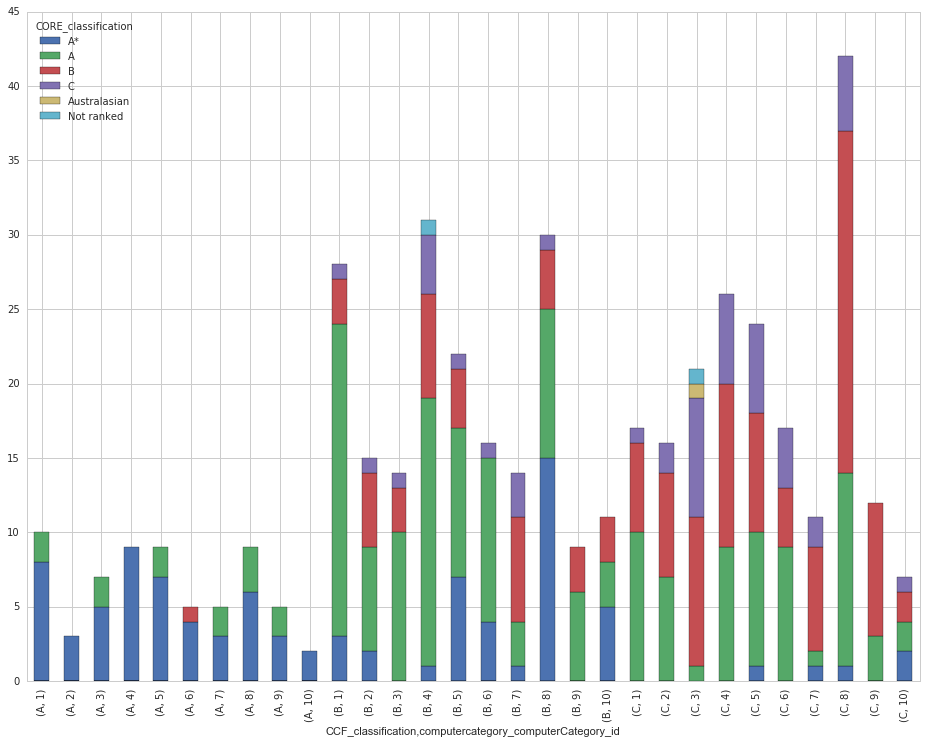 45
40
35
30
25
20
15
10
5
0
CORE_classification
A*
A
B
C
Australasian
Not ranked
(A, 1)
(A, 2)
(A, 3)
(A, 4)
(A, 5)
(A, 6)
(A, 7)
(A, 8)
(A, 9)
(A, 10)
(B, 1)
(B, 2)
(B, 3)
(B, 4)
(B, 5)
(B, 6)
(B, 7)
(B, 8)
(B, 9)
(B, 10)
(C, 1)
(C, 2)
(C, 3)
(C, 4)
(C, 5)
(C, 6)
(C, 7)
(C, 8)
(C, 9)
(C, 10)
CCF_classification,computercategory_computerCategory_id